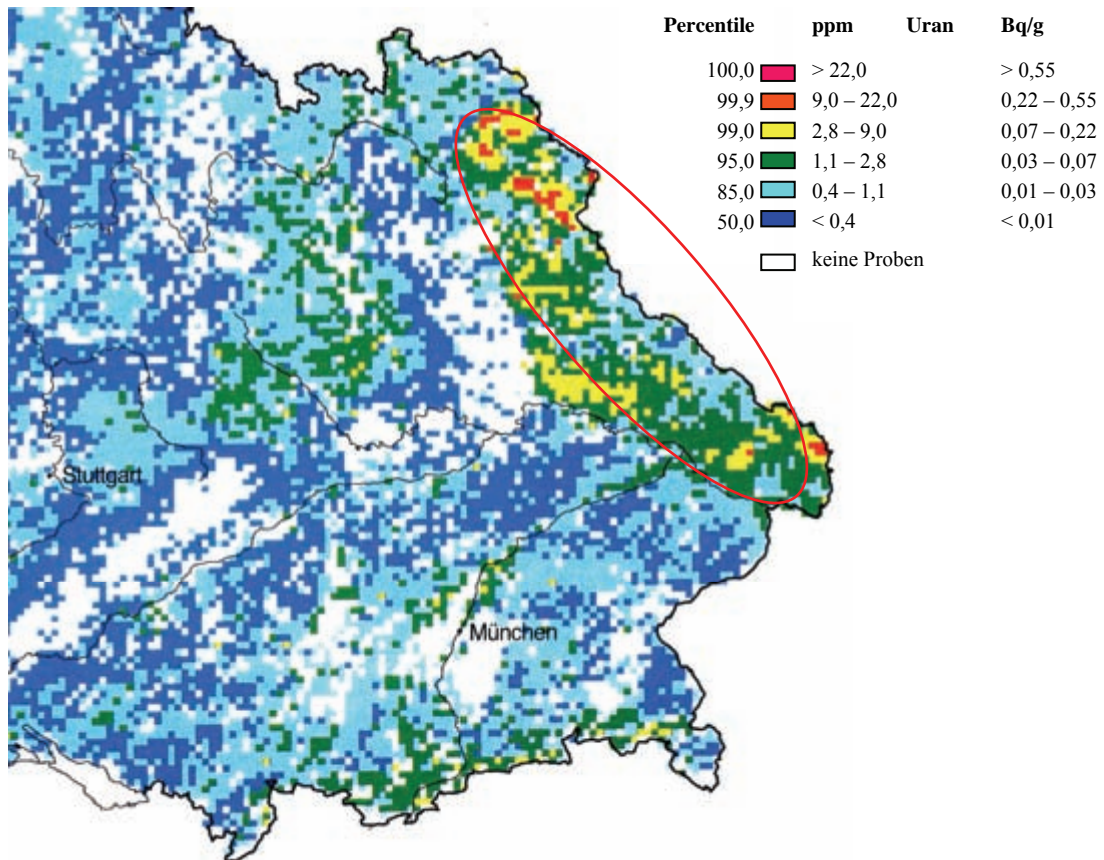 Percentile ppm Uran Bq/g
100,0 > 22,0 > 0,55
99,9 9,0 – 22,0 0,22 – 0,55
99,0 2,8 – 9,0 0,07 – 0,22
95,0 1,1 – 2,8 0,03 – 0,07
85,0 0,4 – 1,1 0,01 – 0,03
50,0 < 0,4 < 0,01
keine Proben
Stuttgart
München